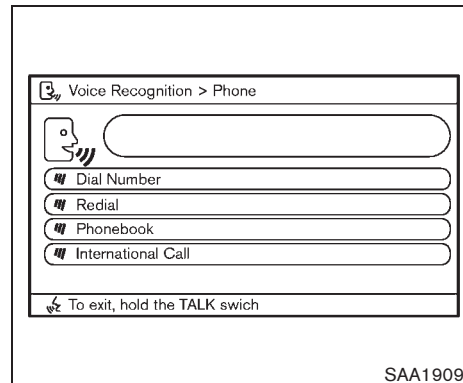 Voice Recognition > Phone
Dial Number
Redial
Phonebook
International Call
To exit, hold the TALK swich
SAA1909